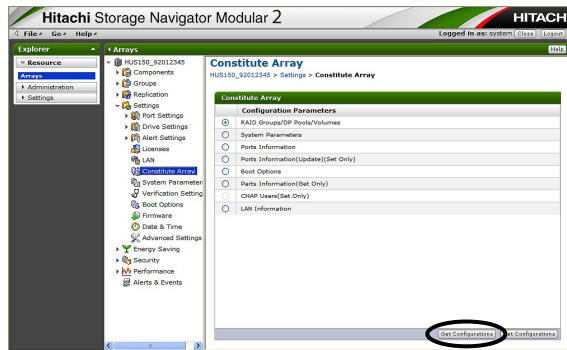 Hitachi Storage Navigator Modular 2
HITACH
File Go Help
Logged in as: system Close Logout
Explorer
Arrays
Help
Resource
Arrays
Administration
Settings
HUS150_92012345
Components
Groups
Replication
Settings
Port Settings
Drive Settings
Alert Settings
Licenses
LAN
Constitute Array
System Parameter
Verification Setting
Boot Options
Firmware
Date & Time
Advanced Settings
Energy Saving
Security
Performance
Alerts & Events
Constitute Array
HUS150_92012345 > Settings > Constitute Array
Constitute Array
Configuration Parameters
RAID Groups/DP Pools/Volumes
System Parameters
Ports Information
Ports Information(Update)(Set Only)
Boot Options
Parts Information(Get Only)
CHAP Users(Set Only)
LAN Information
Get Configurations
et Configurations